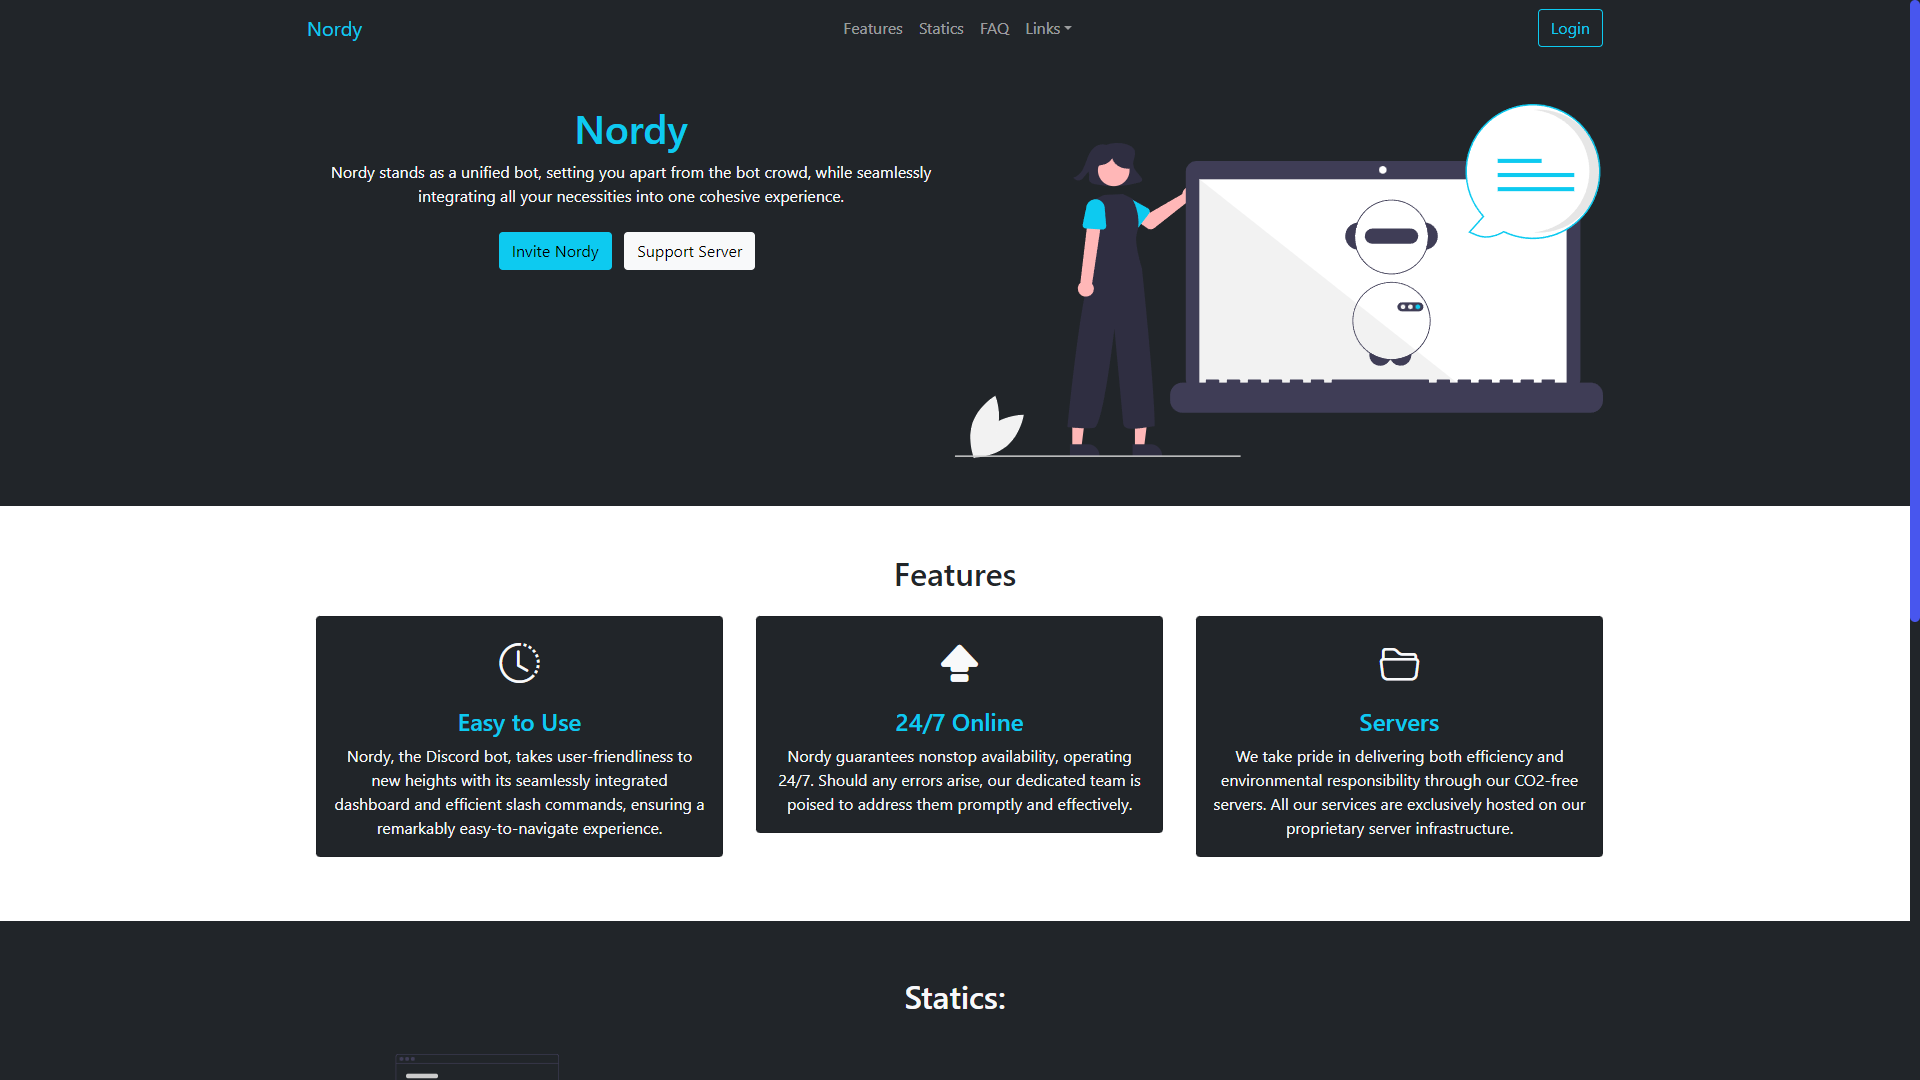 Nordy
Features
Statics
FAQ
Links
Login
Nordy
Nordy stands as a unified bot, setting you apart from the bot crowd, while seamlessly
integrating all your necessities into one cohesive experience.
Invite Nordy
Support Server
Features
Easy to Use
Nordy, the Discord bot, takes user-friendliness to
new heights with its seamlessly integrated
dashboard and efficient slash commands, ensuring a
remarkably easy-to-navigate experience.
24/7 Online
Nordy guarantees nonstop availability, operating
24/7. Should any errors arise, our dedicated team is
poised to address them promptly and effectively.
Servers
We take pride in delivering both efficiency and
environmental responsibility through our CO2-free
servers. All our services are exclusively hosted on our
proprietary server infrastructure.
Statics: